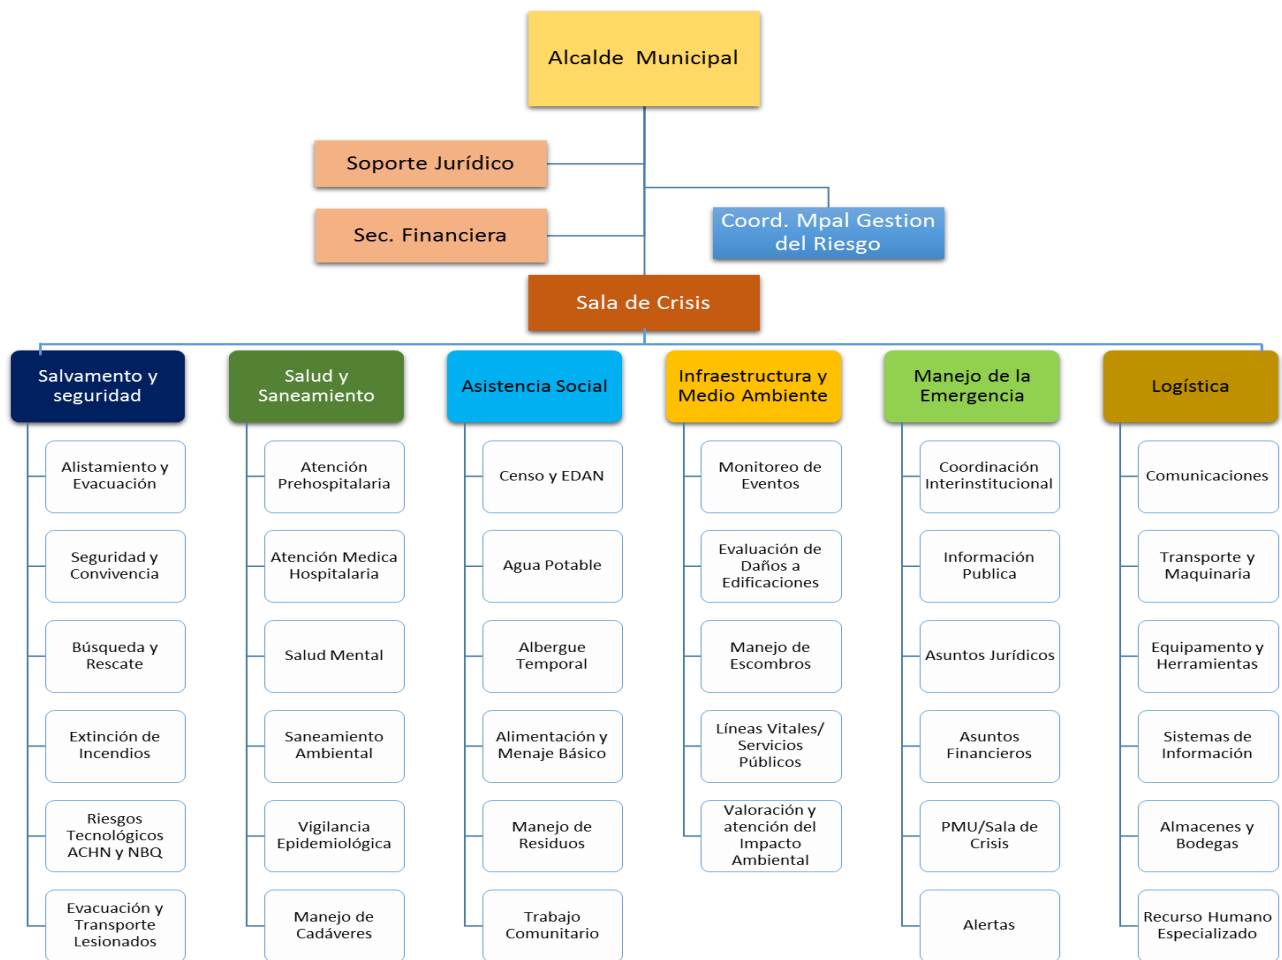 Alcalde Municipal
Soporte Jurídico
Sec. Financiera
Coord. Mpal Gestion
del Riesgo
Sala de Crisis
Salvamento y
seguridad
Alistamiento y
Evacuación
Seguridad y
Convivencia
Búsqueda y
Rescate
Extinción de
Incendios
Riesgos
Tecnológicos
ACHN y NBQ
Evacuación y
Transporte
Lesionados
Salud y
Saneamiento
Atención
Prehospitalaria
Atención Medica
Hospitalaria
Salud Mental
Saneamiento
Ambiental
Vigilancia
Epidemiológica
Manejo de
Cadáveres
Asistencia Social
Censo y EDAN
Agua Potable
Albergue
Temporal
Alimentación y
Menaje Básico
Manejo de
Residuos
Trabajo
Comunitario
Infraestructura y
Medio Ambiente
Monitoreo de
Eventos
Evaluación de
Daños a
Edificaciones
Manejo de
Escombros
Líneas Vitales/
Servicios
Públicos
Valoración y
atención del
Impacto
Ambiental
Manejo de la
Emergencia
Coordinación
Interinstitucional
Información
Publica
Asuntos Jurídicos
Asuntos
Financieros
PMU/Sala de
Crisis
Alertas
Logística
Comunicaciones
Transporte y
Maquinaria
Equipamento y
Herramientas
Sistemas de
Información
Almacenes y
Bodegas
Recurso Humano
Especializado